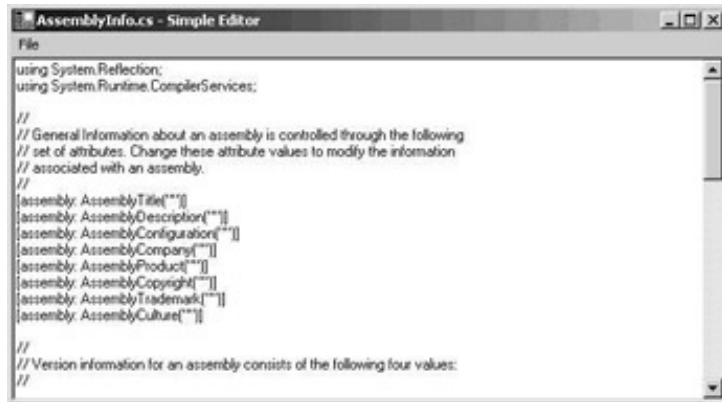 AssemblyInfo.cs - Simple Editor
File
using System.Reflection;
using System.Runtime.CompilerServices;
//
// General Information about an assembly is controlled through the following
// set of attributes. Change these attribute values to modify the information
// associated with an assembly.
//
[assembly: AssemblyTitle("")]
[assembly: AssemblyDescription("")]
[assembly: AssemblyConfiguration("")]
[assembly: AssemblyCompany("")]
[assembly: AssemblyProduct("")]
[assembly: AssemblyCopyright("")]
[assembly: AssemblyTrademark("")]
[assembly: AssemblyCulture("")]
//
// Version information for an assembly consists of the following four values:
//